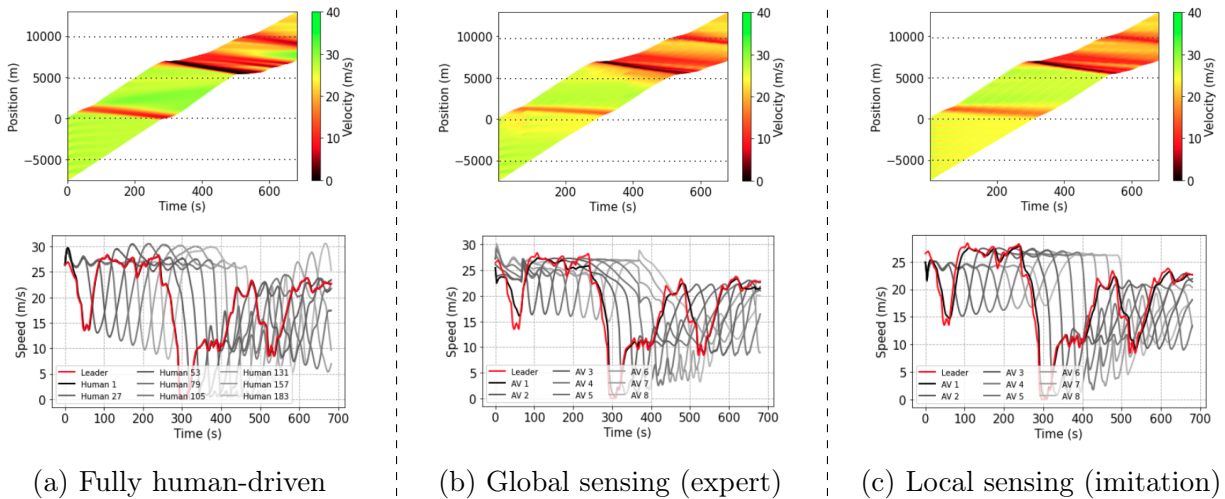 10000
5000
0
−5000
Position (m)
0
200
400
600
Time (s)
40
30
20
10
0
Velocity (m/s)
10000
5000
0
−5000
Position (m)
200
400
600
Time (s)
40
30
20
10
0
Velocity (m/s)
10000
5000
0
−5000
Position (m)
200
400
600
Time (s)
40
30
20
10
0
Velocity (m/s)
30
25
20
15
10
5
0
Speed (m/s)
Leader
Human 1
Human 27
Human 53
Human 79
Human 105
Human 131
Human 157
Human 183
0 100 200 300 400 500 600 700
Time (s)
30
25
20
15
10
5
0
Speed (m/s)
Leader
AV 1
AV 2
AV 3
AV 4
AV 5
AV 6
AV 7
AV 8
0 100 200 300 400 500 600 700
Time (s)
25
20
15
10
5
0
Speed (m/s)
Leader
AV 1
AV 2
AV 3
AV 4
AV 5
AV 6
AV 7
AV 8
0 100 200 300 400 500 600 700
Time (s)
(a) Fully human-driven
(b) Global sensing (expert)
(c) Local sensing (imitation)